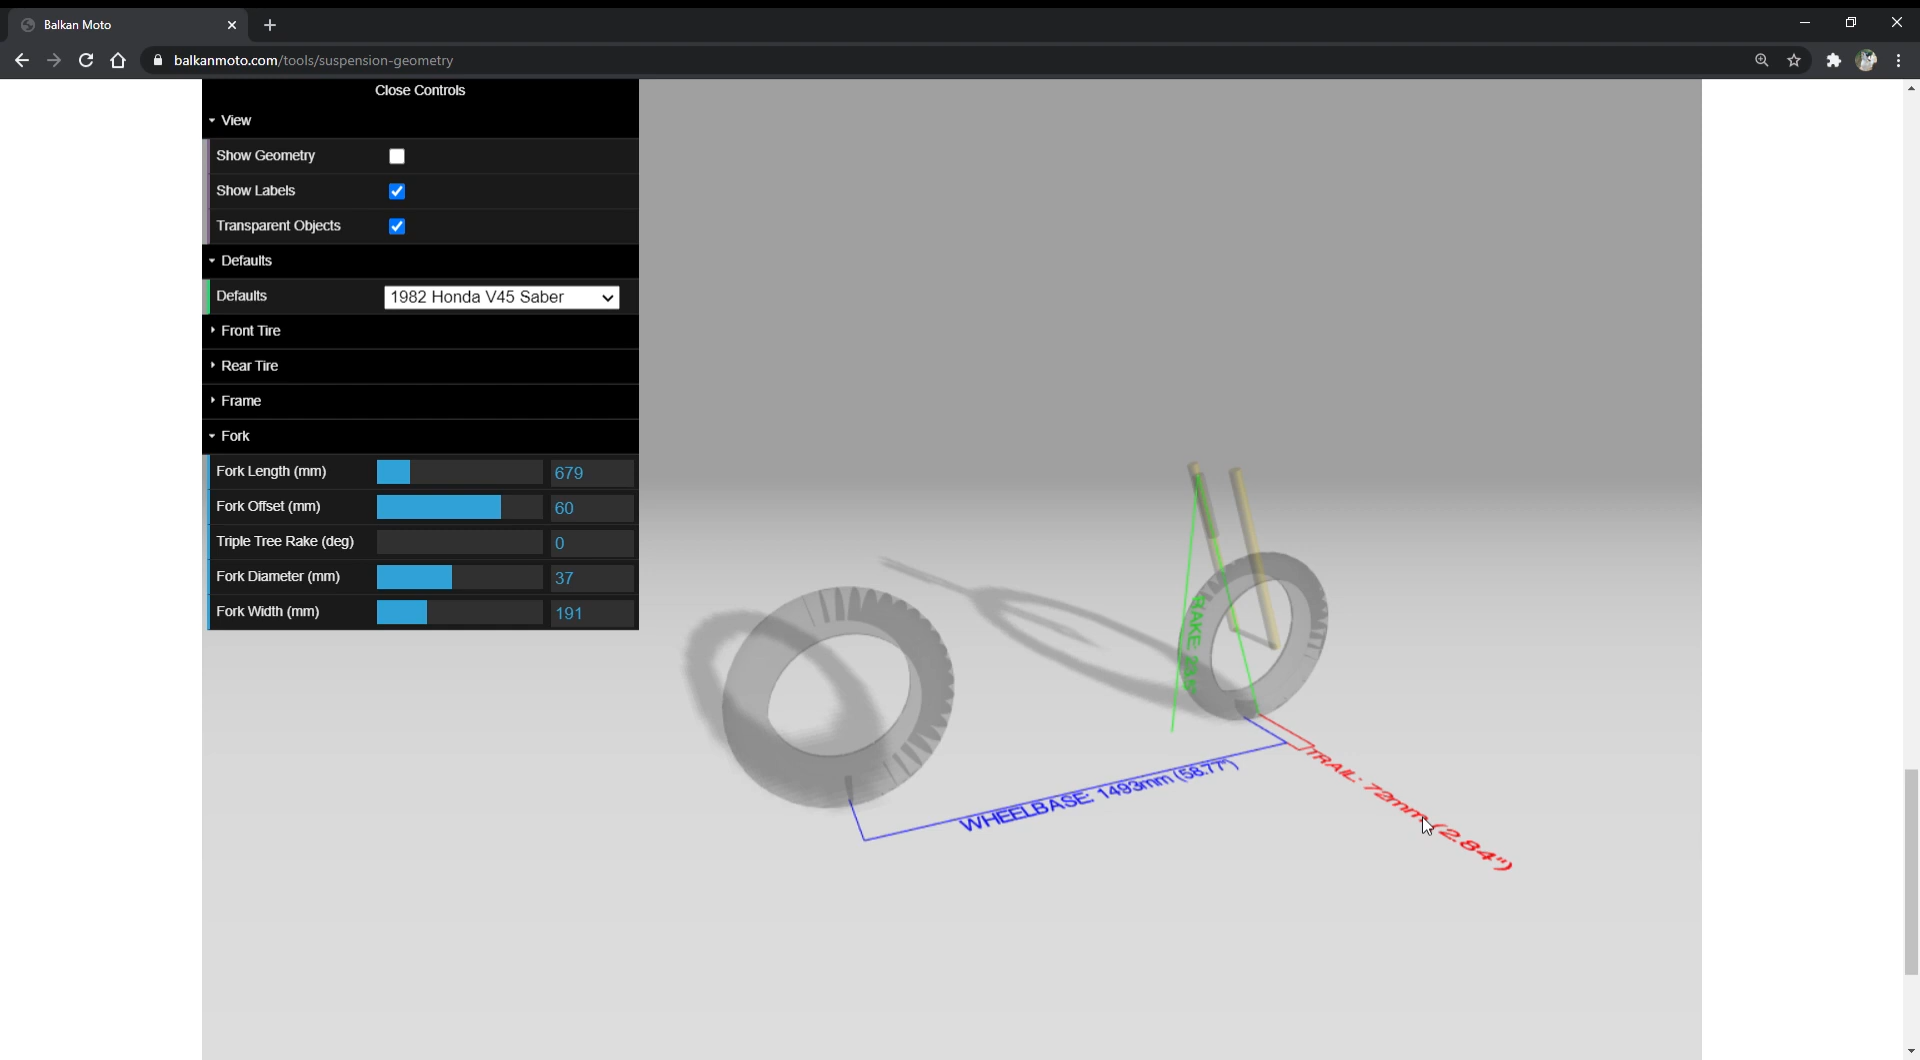 Balkan Moto
balkanmoto.com/tools/suspension-geometry
Close Controls
View
Show Geometry
Show Labels
Transparent Objects
Defaults
Defaults 1982 Honda V45 Saber
Front Tire
Rear Tire
Frame
Fork
Fork Length (mm) 679
Fork Offset (mm) 60
Triple Tree Rake (deg) 0
Fork Diameter (mm) 37
Fork Width (mm) 191
RAKE:
WHEELBASE: 1493mm (58.77")
TRAIL: 72mm (2.84")